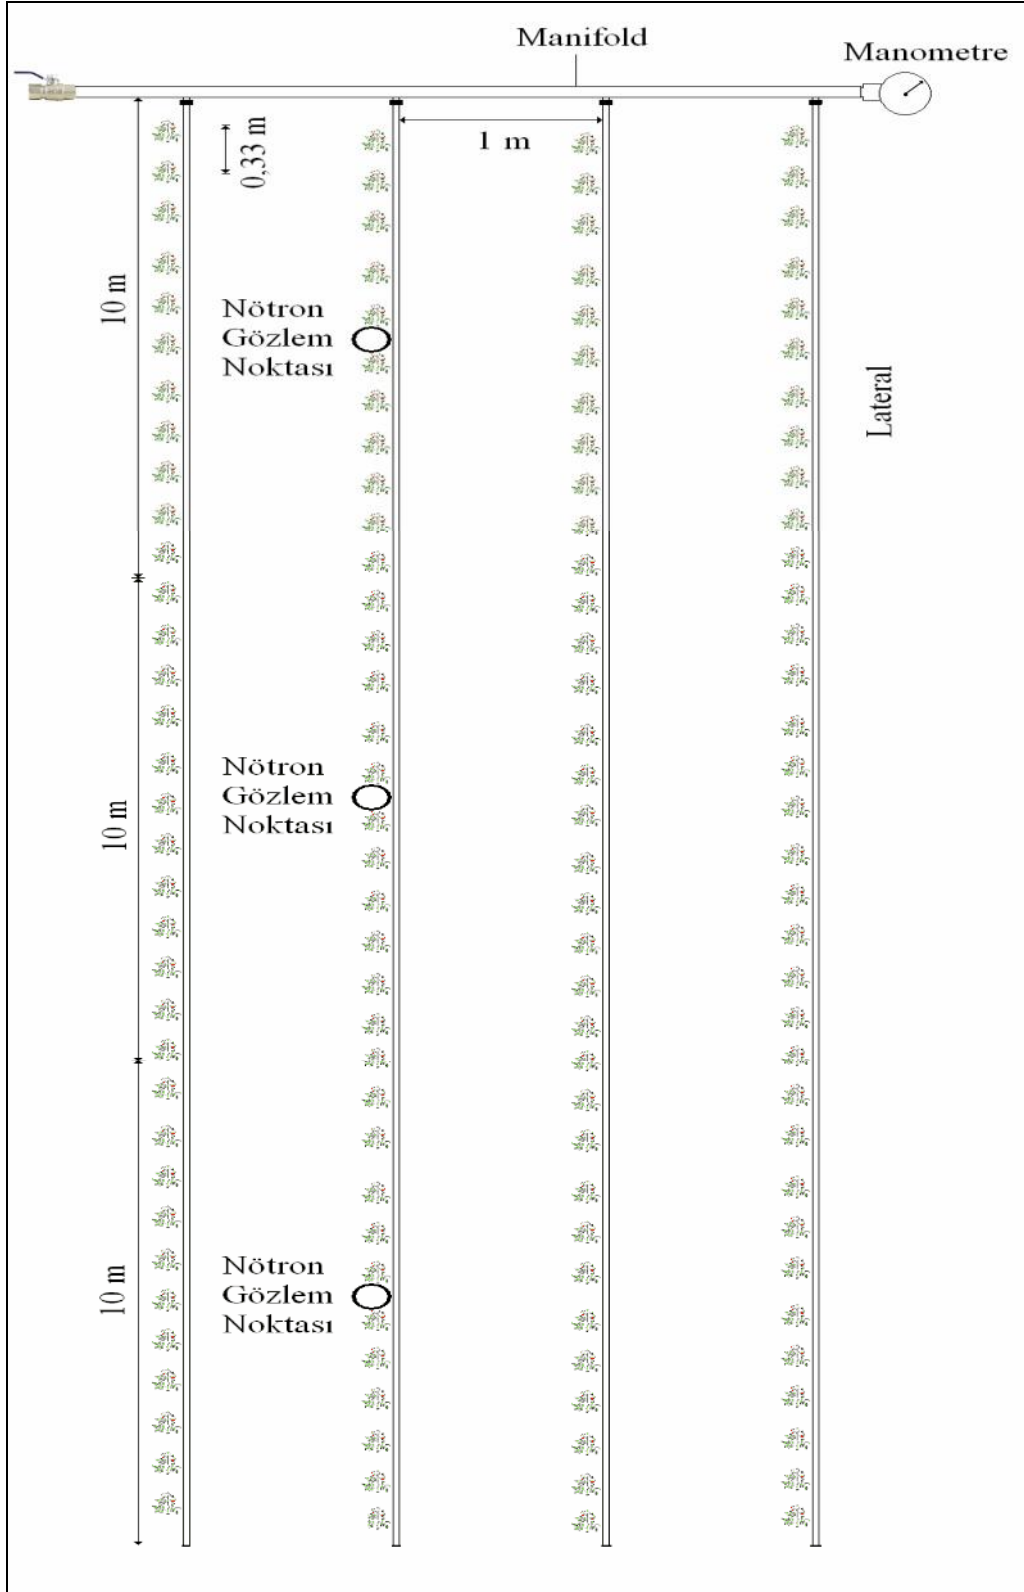 Manifold
Manometre
1 m
0,33 m
10 m
Nötron
Gözlem
Noktası
Lateral
Nötron
Gözlem
Noktası
10 m
Nötron
Gözlem
Noktası
10 m